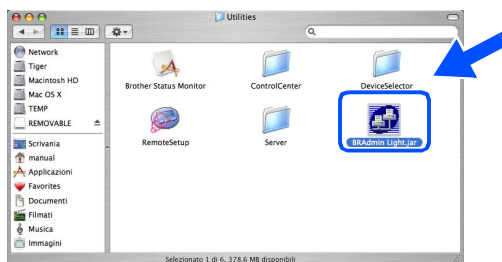 Utilities
Network
Tiger
Macintosh HD
Mac OS X
TEMP
REMOVABLE
Scrivania
manual
Applicazioni
Favorites
Documenti
Filmati
Musica
Immagini
Brother Status Monitor
ControlCenter
DeviceSelector
RemoteSetup
Server
BRAdmin Light.jar
Selezionato 1 di 6, 378.6 MB disponibili